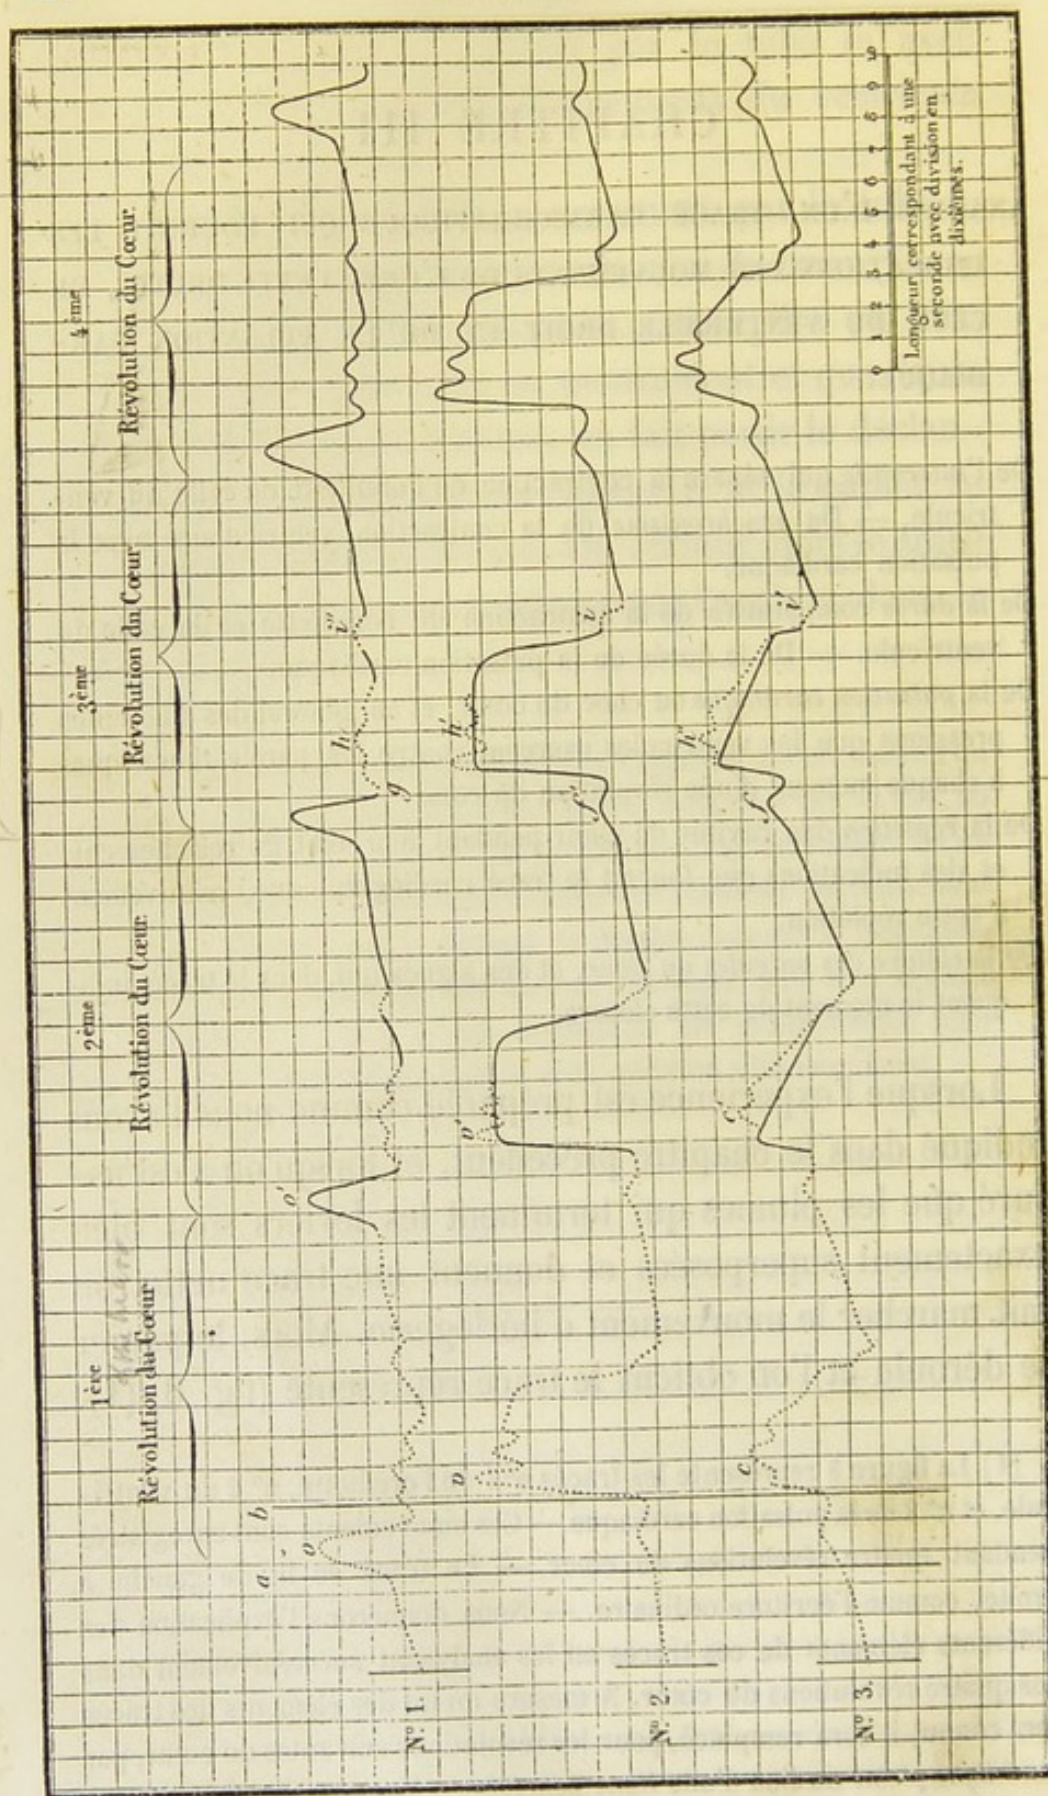 1ère
Révolution du Cœur
2ème
Révolution du Cœur
3ème
Révolution du Cœur
4ème
Révolution du Cœur
a
b
o
o'
g
h
i''
N.° 1.
v
v'
f'
h'
i
N.° 2.
c
c'
f
h''
i'
N.° 3.
0 1 2 3 4 5 6 7 8 9 S
Longueur correspondant à une
seconde avec division en
dixièmes.